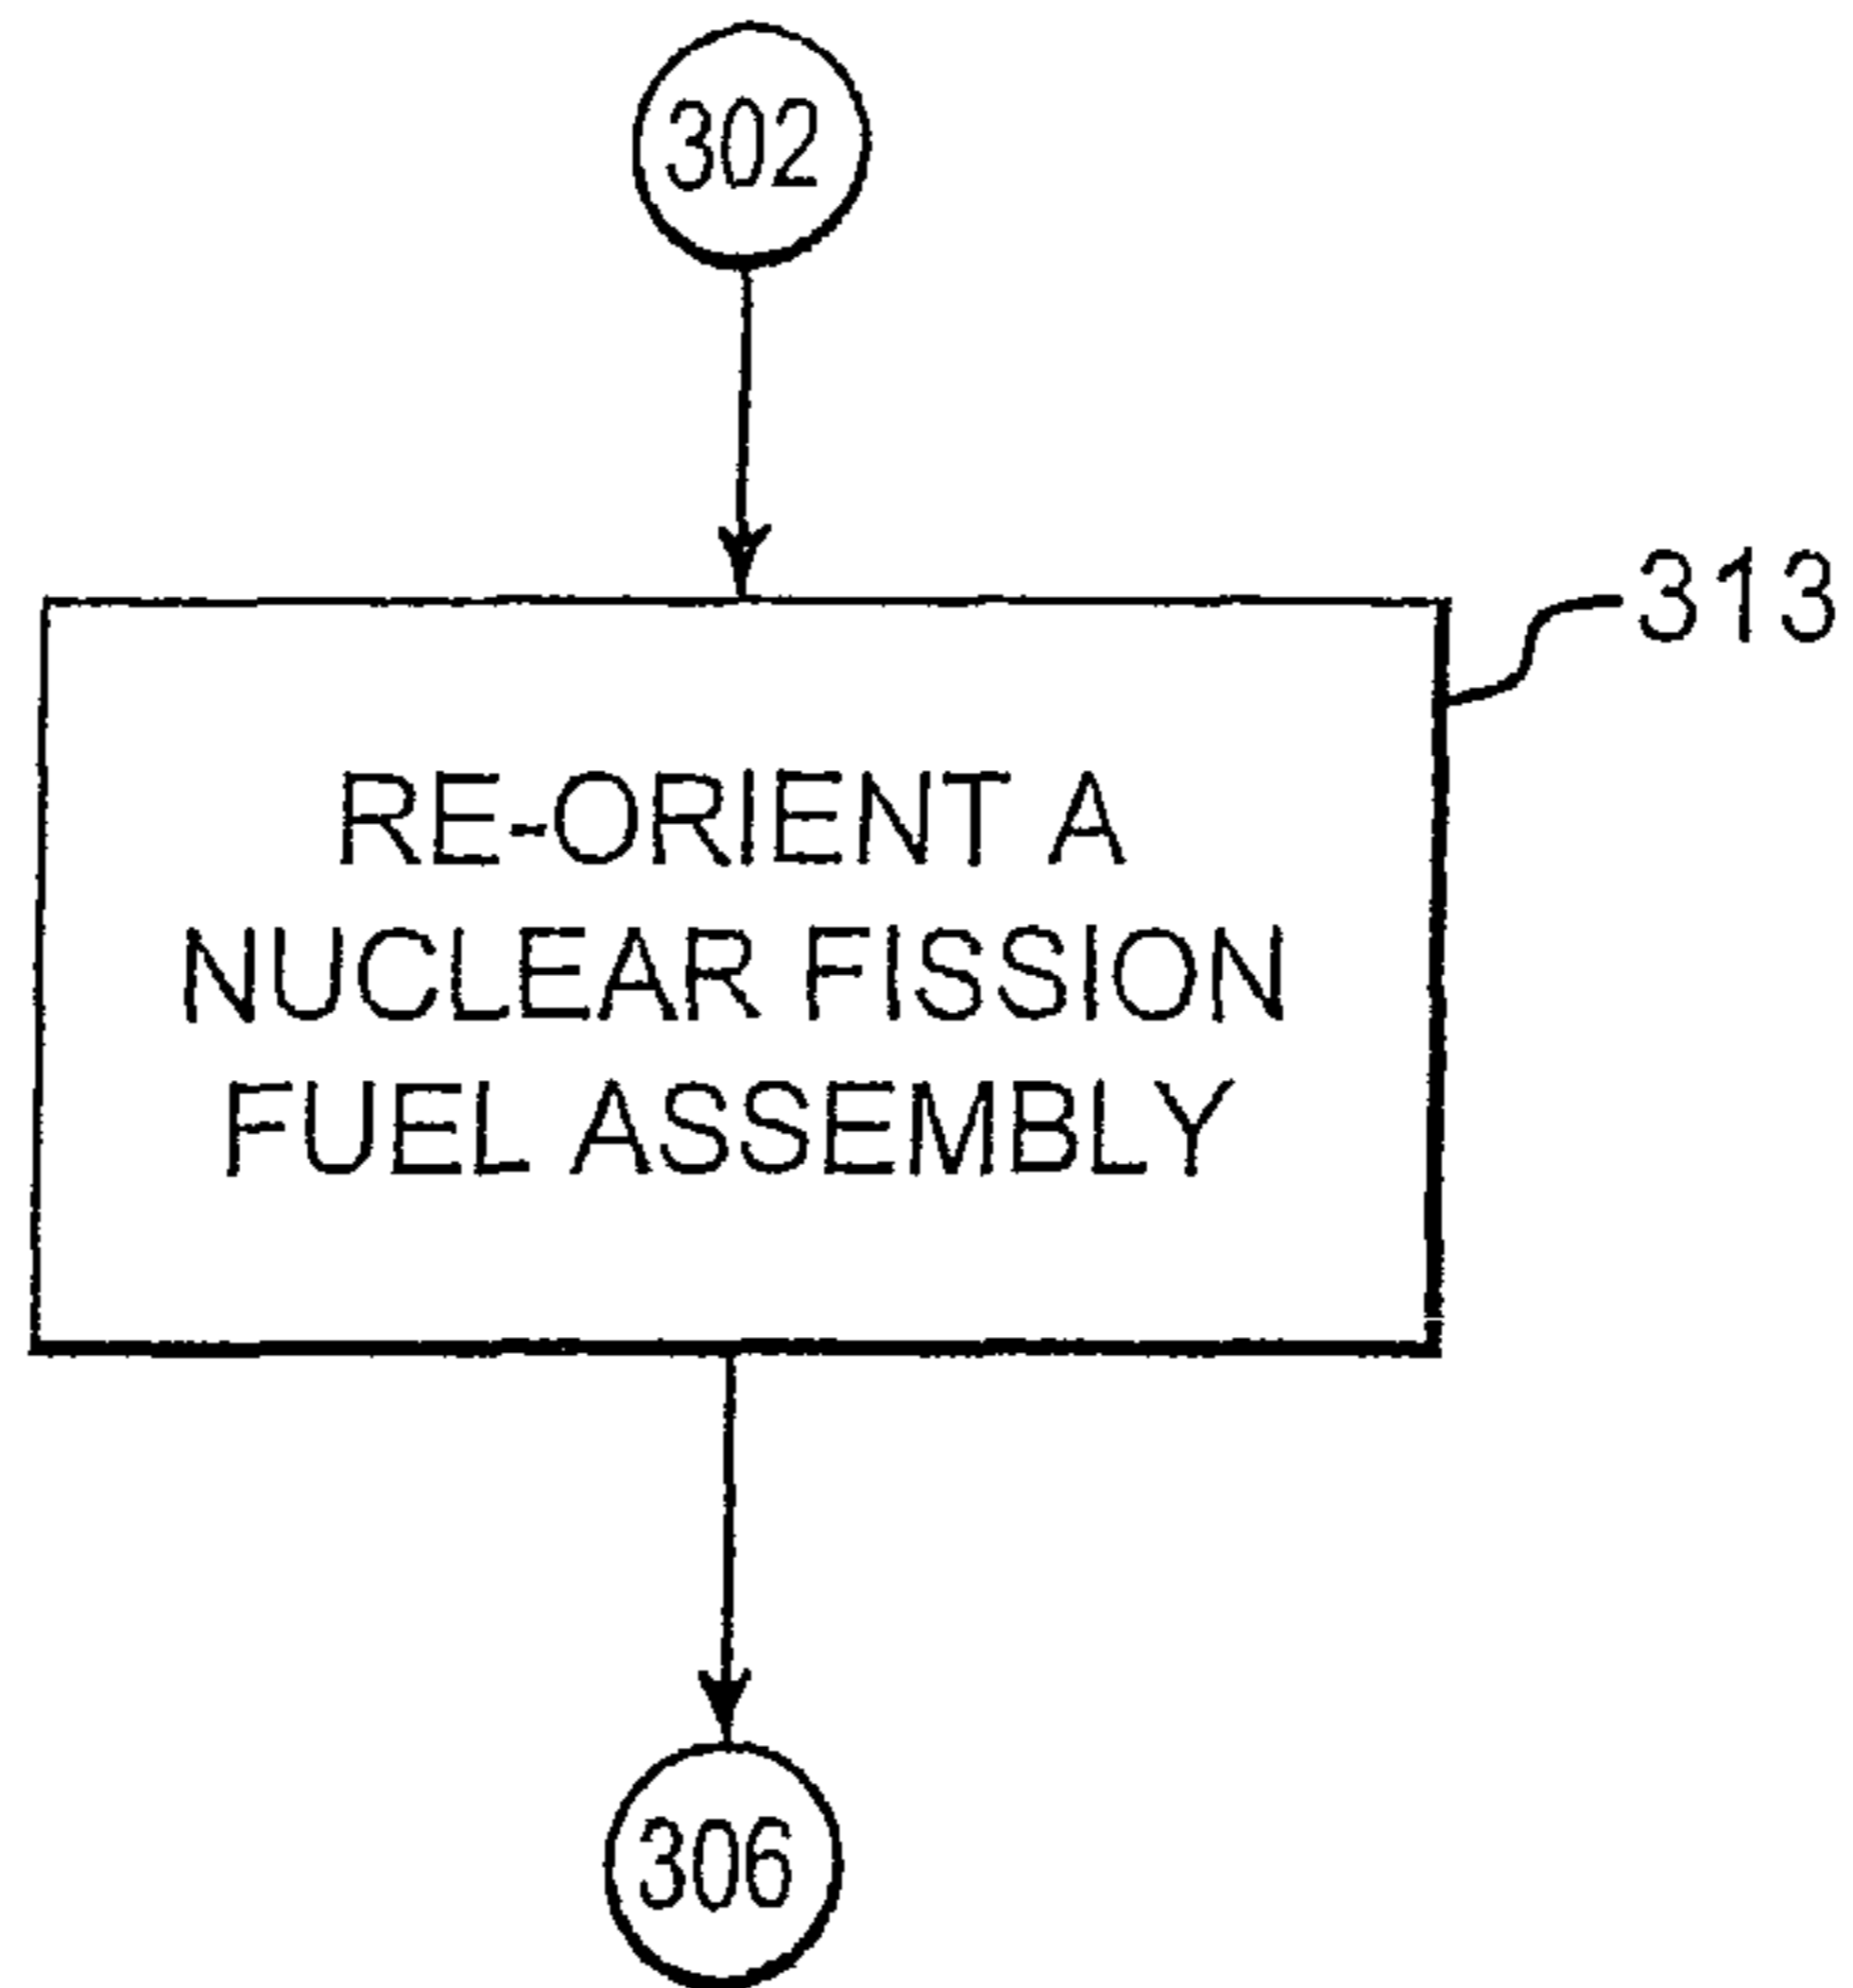 302
313
RE-ORIENT A
NUCLEAR FISSION
FUEL ASSEMBLY
306